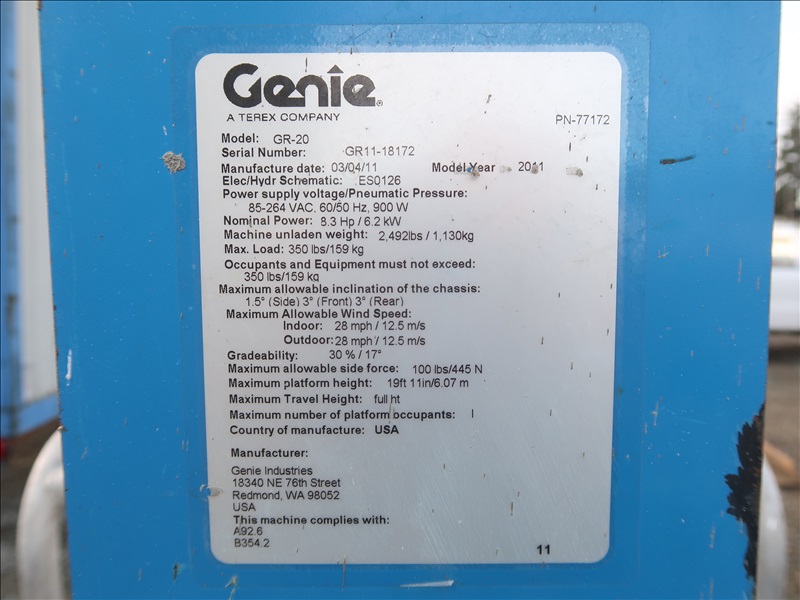 Genie
A TEREX COMPANY
PN-77172
Model: GR-20
Serial Number: GR11-18172
Manufacture date: 03/04/11 Model Year 2011
Elec/Hydr Schematic: ES0126
Power supply voltage/Pneumatic Pressure:
85-264 VAC, 60/50 Hz, 900 W
Nominal Power: 8.3 Hp / 6.2 kW
Machine unladen weight: 2,492lbs / 1,130kg
Max. Load: 350 lbs/159 kg
Occupants and Equipment must not exceed:
350 lbs/159 kg
Maximum allowable inclination of the chassis:
1.5° (Side) 3° (Front) 3° (Rear)
Maximum Allowable Wind Speed:
Indoor: 28 mph / 12.5 m/s
Outdoor: 28 mph / 12.5 m/s
Gradeability: 30 % / 17°
Maximum allowable side force: 100 lbs/445 N
Maximum platform height: 19ft 11in/6.07 m
Maximum Travel Height: full ht
Maximum number of platform occupants: 1
Country of manufacture: USA
Manufacturer:
Genie Industries
18340 NE 76th Street
Redmond, WA 98052
USA
This machine complies with:
A92.6
B354.2
11